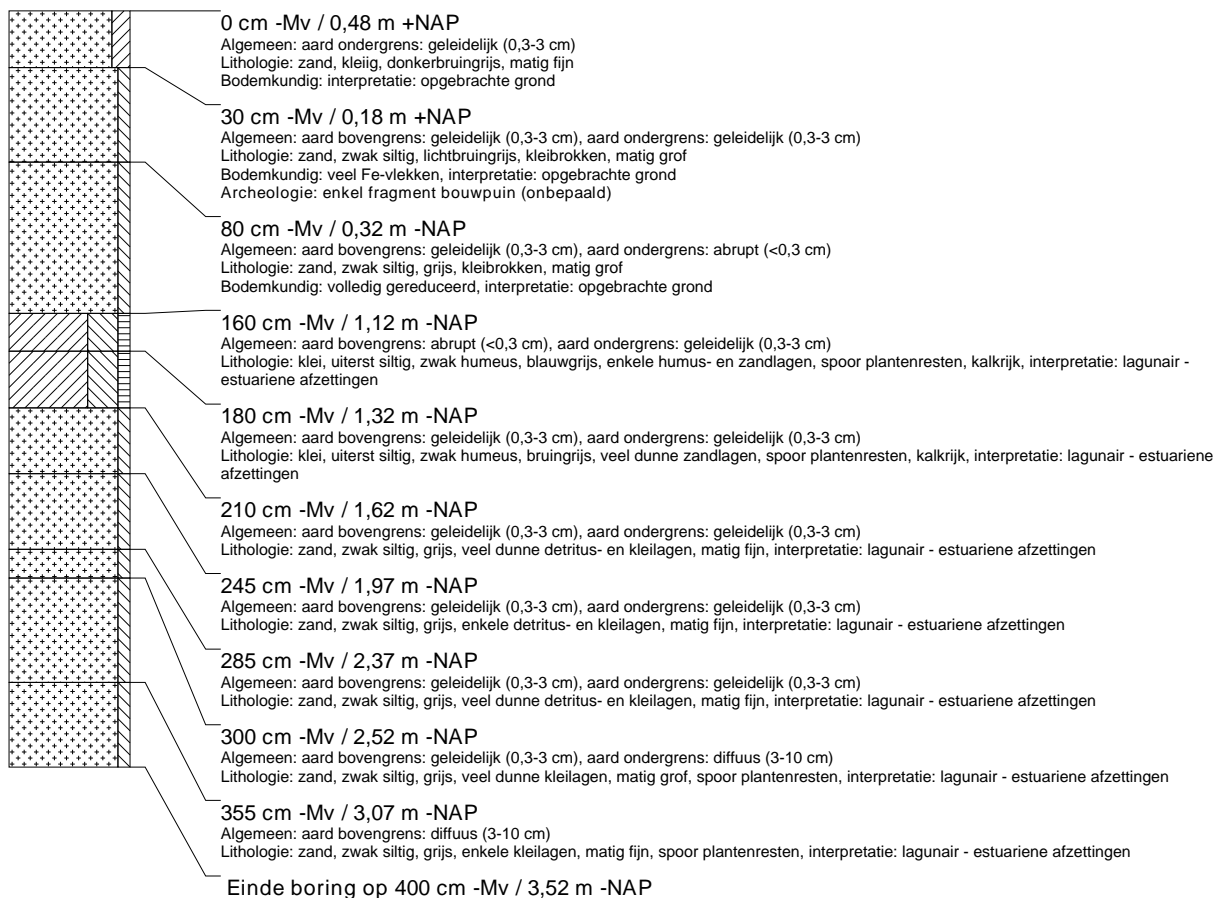 0 cm -Mv / 0,48 m +NAP
Algemeen: aard ondergrens: geleidelijk (0,3-3 cm)
Lithologie: zand, kleiig, donkerbruingrijs, matig fijn
Bodemkundig: interpretatie: opgebrachte grond
30 cm -Mv / 0,18 m +NAP
Algemeen: aard bovengrens: geleidelijk (0,3-3 cm), aard ondergrens: geleidelijk (0,3-3 cm)
Lithologie: zand, zwak siltig, lichtbruingrijs, kleibrokken, matig grof
Bodemkundig: veel Fe-vlekken, interpretatie: opgebrachte grond
Archeologie: enkel fragment bouwpuin (onbepaald)
80 cm -Mv / 0,32 m -NAP
Algemeen: aard bovengrens: geleidelijk (0,3-3 cm), aard ondergrens: abrupt (<0,3 cm)
Lithologie: zand, zwak siltig, grijs, kleibrokken, matig grof
Bodemkundig: volledig gereduceerd, interpretatie: opgebrachte grond
160 cm -Mv / 1,12 m -NAP
Algemeen: aard bovengrens: abrupt (<0,3 cm), aard ondergrens: geleidelijk (0,3-3 cm)
Lithologie: klei, uiterst siltig, zwak humeus, blauwgrijs, enkele humus- en zandlagen, spoor plantenresten, kalkrijk, interpretatie: lagunair -
estuariene afzettingen
180 cm -Mv / 1,32 m -NAP
Algemeen: aard bovengrens: geleidelijk (0,3-3 cm), aard ondergrens: geleidelijk (0,3-3 cm)
Lithologie: klei, uiterst siltig, zwak humeus, bruingrijs, veel dunne zandlagen, spoor plantenresten, kalkrijk, interpretatie: lagunair - estuariene
afzettingen
210 cm -Mv / 1,62 m -NAP
Algemeen: aard bovengrens: geleidelijk (0,3-3 cm), aard ondergrens: geleidelijk (0,3-3 cm)
Lithologie: zand, zwak siltig, grijs, veel dunne detritus- en kleilagen, matig fijn, interpretatie: lagunair - estuariene afzettingen
245 cm -Mv / 1,97 m -NAP
Algemeen: aard bovengrens: geleidelijk (0,3-3 cm), aard ondergrens: geleidelijk (0,3-3 cm)
Lithologie: zand, zwak siltig, grijs, enkele detritus- en kleilagen, matig fijn, interpretatie: lagunair - estuariene afzettingen
285 cm -Mv / 2,37 m -NAP
Algemeen: aard bovengrens: geleidelijk (0,3-3 cm), aard ondergrens: geleidelijk (0,3-3 cm)
Lithologie: zand, zwak siltig, grijs, veel dunne detritus- en kleilagen, matig fijn, interpretatie: lagunair - estuariene afzettingen
300 cm -Mv / 2,52 m -NAP
Algemeen: aard bovengrens: geleidelijk (0,3-3 cm), aard ondergrens: diffuus (3-10 cm)
Lithologie: zand, zwak siltig, grijs, veel dunne kleilagen, matig grof, spoor plantenresten, interpretatie: lagunair - estuariene afzettingen
355 cm -Mv / 3,07 m -NAP
Algemeen: aard bovengrens: diffuus (3-10 cm)
Lithologie: zand, zwak siltig, grijs, enkele kleilagen, matig fijn, spoor plantenresten, interpretatie: lagunair - estuariene afzettingen
Einde boring op 400 cm -Mv / 3,52 m -NAP